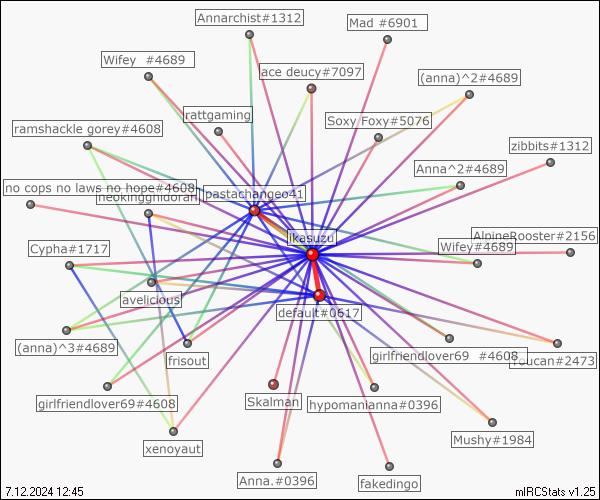 Annarchist#1312
Mad #6901
Wifey  #4689
ace deucy#7097
(anna)^2#4689
rattgaming
Soxy Foxy#5076
ramshackle gorey#4608
zibbits#1312
Anna^2#4689
no cops no laws no hope#4608
pastachangeo41
neokingghidorah
ikasuzu
AlpineRooster#2156
Wifey#4689
Cypha#1717
avelicious
default#0617
(anna)^3#4689
frisout
girlfriendlover69  #4608
Toucan#2473
Skalman
girlfriendlover69#4608
hypomanianna#0396
xenoyaut
Mushy#1984
Anna.#0396
fakedingo
7.12.2024 12:45
mIRCStats v1.25